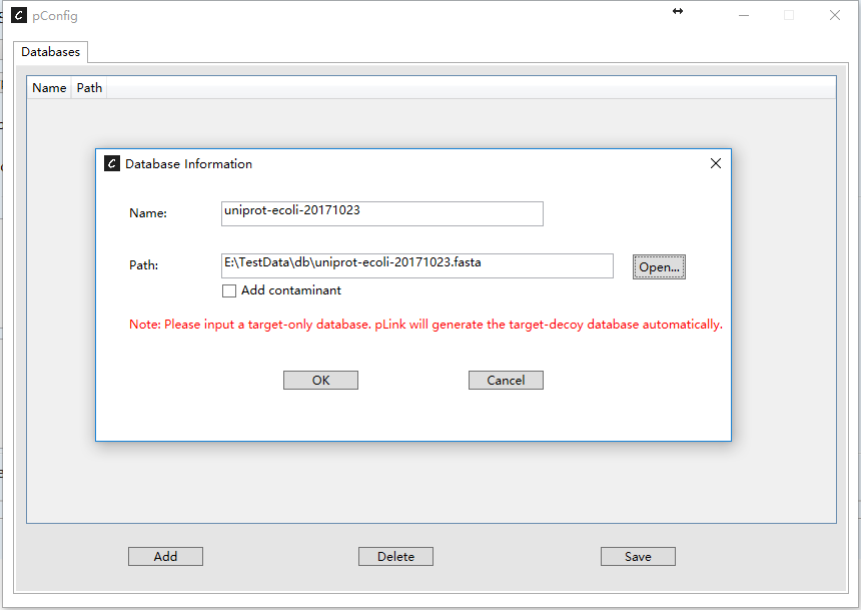 pConfig
Databases
Name Path
Database Information
Name: uniprot-ecoli-20171023
Path: E:\TestData\db\uniprot-ecoli-20171023.fasta Open...
Add contaminant
Note: Please input a target-only database. pLink will generate the target-decoy database automatically.
OK Cancel
Add Delete Save